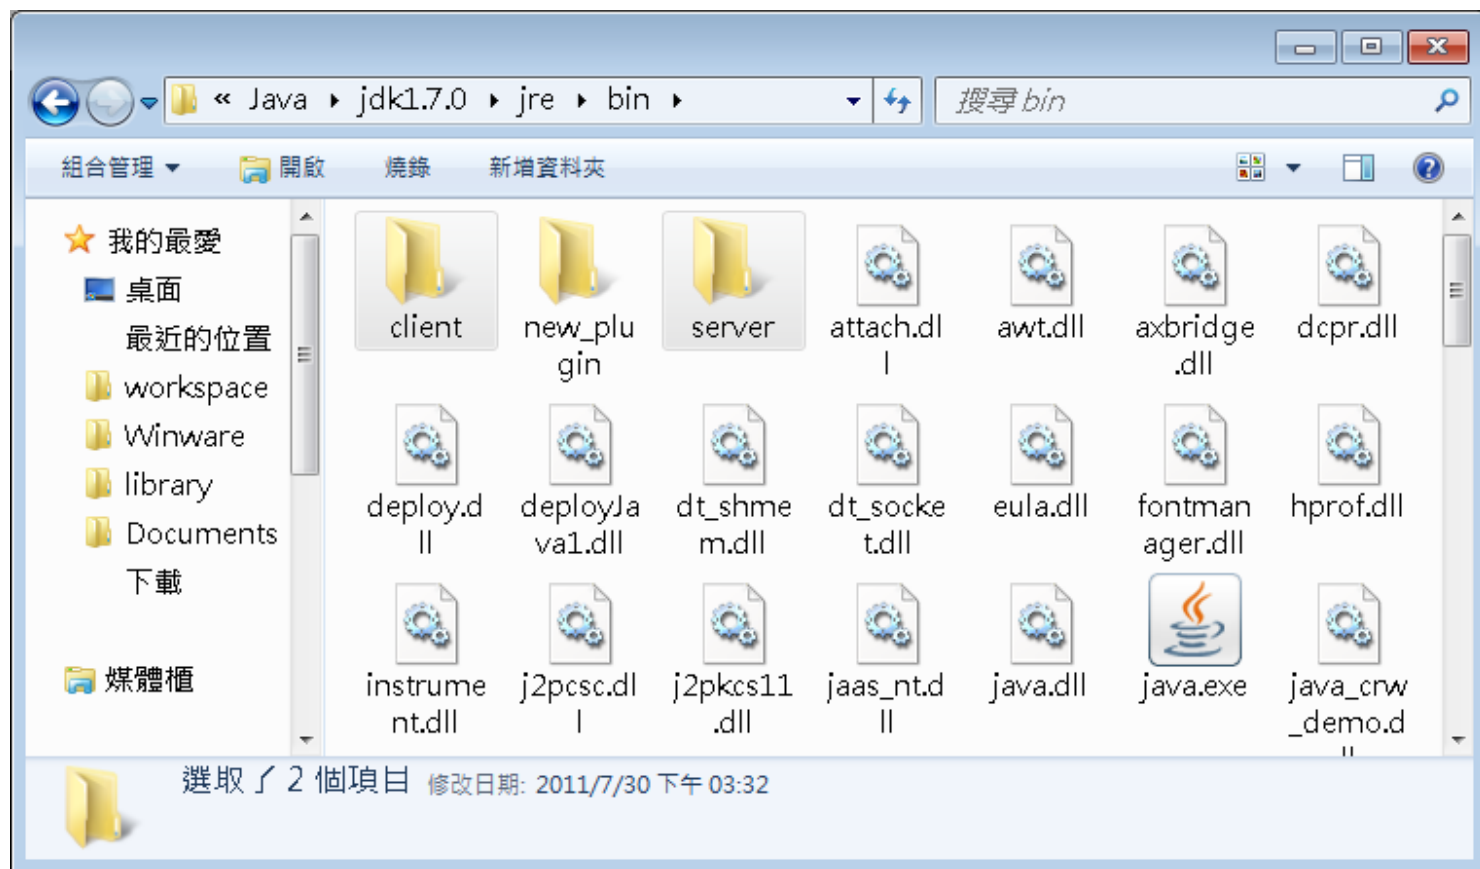 « Java ▸ jdk1.7.0 ▸ jre ▸ bin ▸
搜尋 bin
組合管理 開啟 燒錄 新增資料夾
我的最愛
桌面
最近的位置
workspace
Winware
library
Documents
下載
媒體櫃
client new_plu server attach.dl awt.dll axbridge dcpr.dll
gin l .dll
deploy.d deployJa dt_shme dt_socke eula.dll fontman hprof.dll
ll va1.dll m.dll t.dll ager.dll
instrume j2pcsc.dl j2pkcs11 jaas_nt.d java.dll java.exe java_crw
nt.dll l .dll ll _demo.d
ll
選取了 2 個項目 修改日期: 2011/7/30 下午 03:32